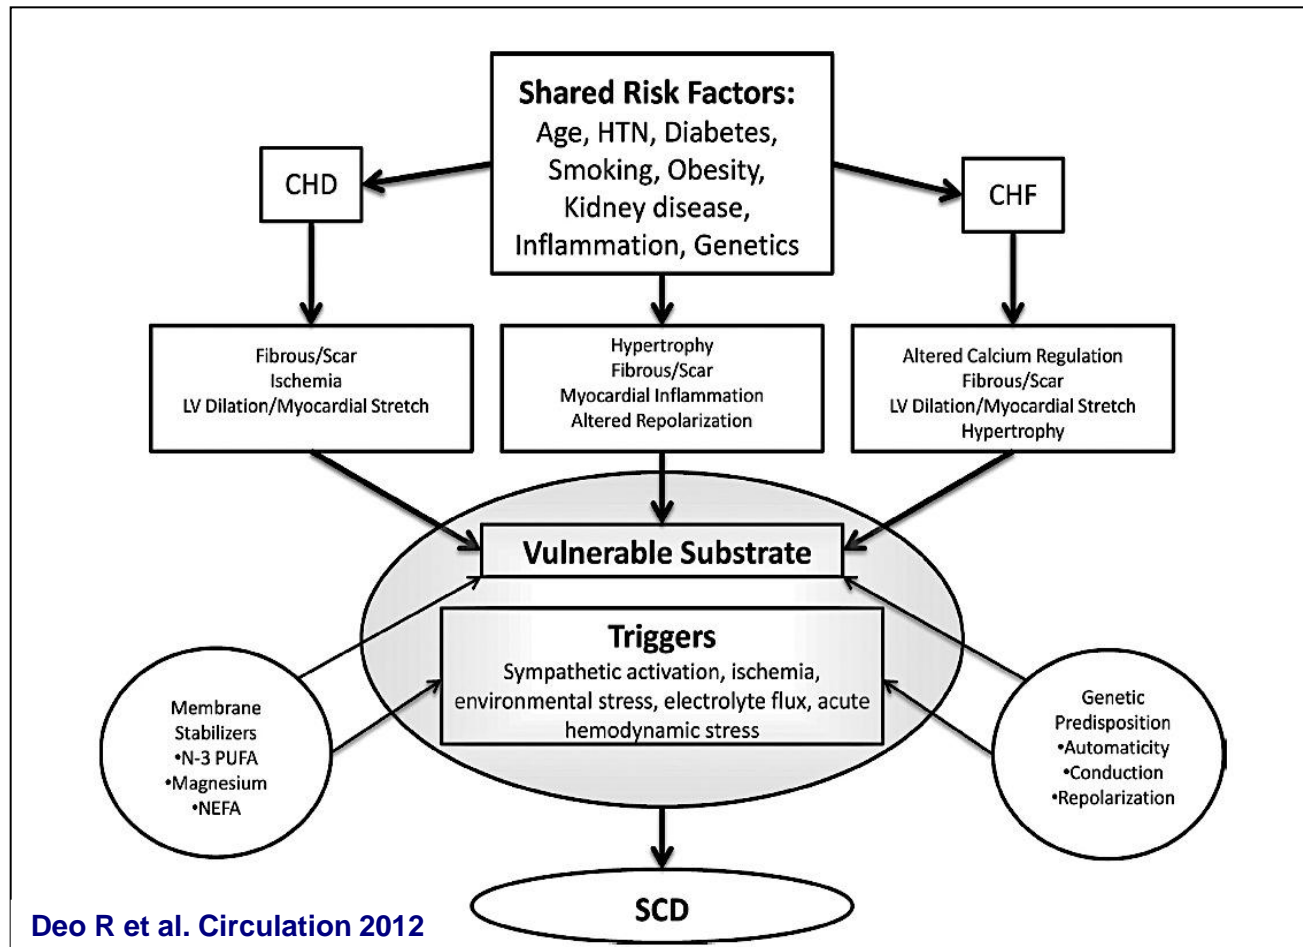 Shared Risk Factors:
Age, HTN, Diabetes,
Smoking, Obesity,
Kidney disease,
Inflammation, Genetics
CHD
CHF
Fibrous/Scar
Ischemia
LV Dilation/Myocardial Stretch
Hypertrophy
Fibrous/Scar
Myocardial Inflammation
Altered Repolarization
Altered Calcium Regulation
Fibrous/Scar
LV Dilation/Myocardial Stretch
Hypertrophy
Vulnerable Substrate
Triggers
Sympathetic activation, ischemia,
environmental stress, electrolyte flux, acute
hemodynamic stress
Membrane
Stabilizers
•N-3 PUFA
•Magnesium
•NEFA
Genetic
Predisposition
•Automaticity
•Conduction
•Repolarization
SCD
Deo R et al. Circulation 2012